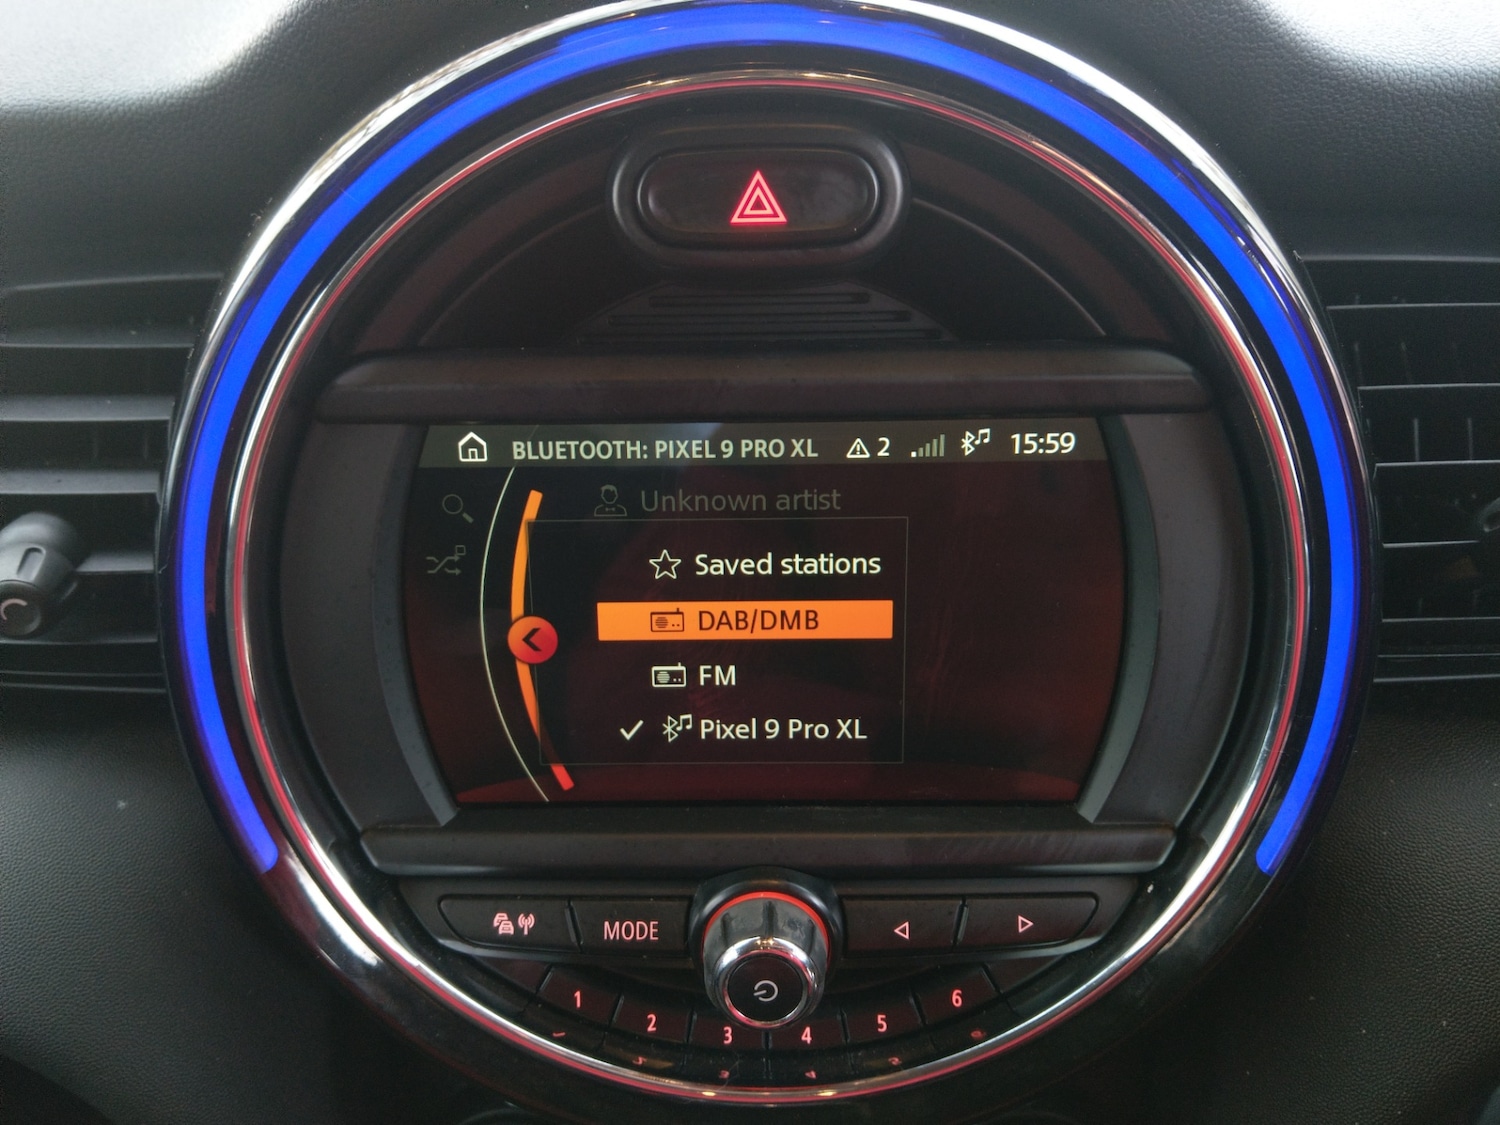 BLUETOOTH: PIXEL 9 PRO XL 2 15:59
Unknown artist
Saved stations
DAB/DMB
FM
Pixel 9 Pro XL
MODE
1 2 3 4 5 6